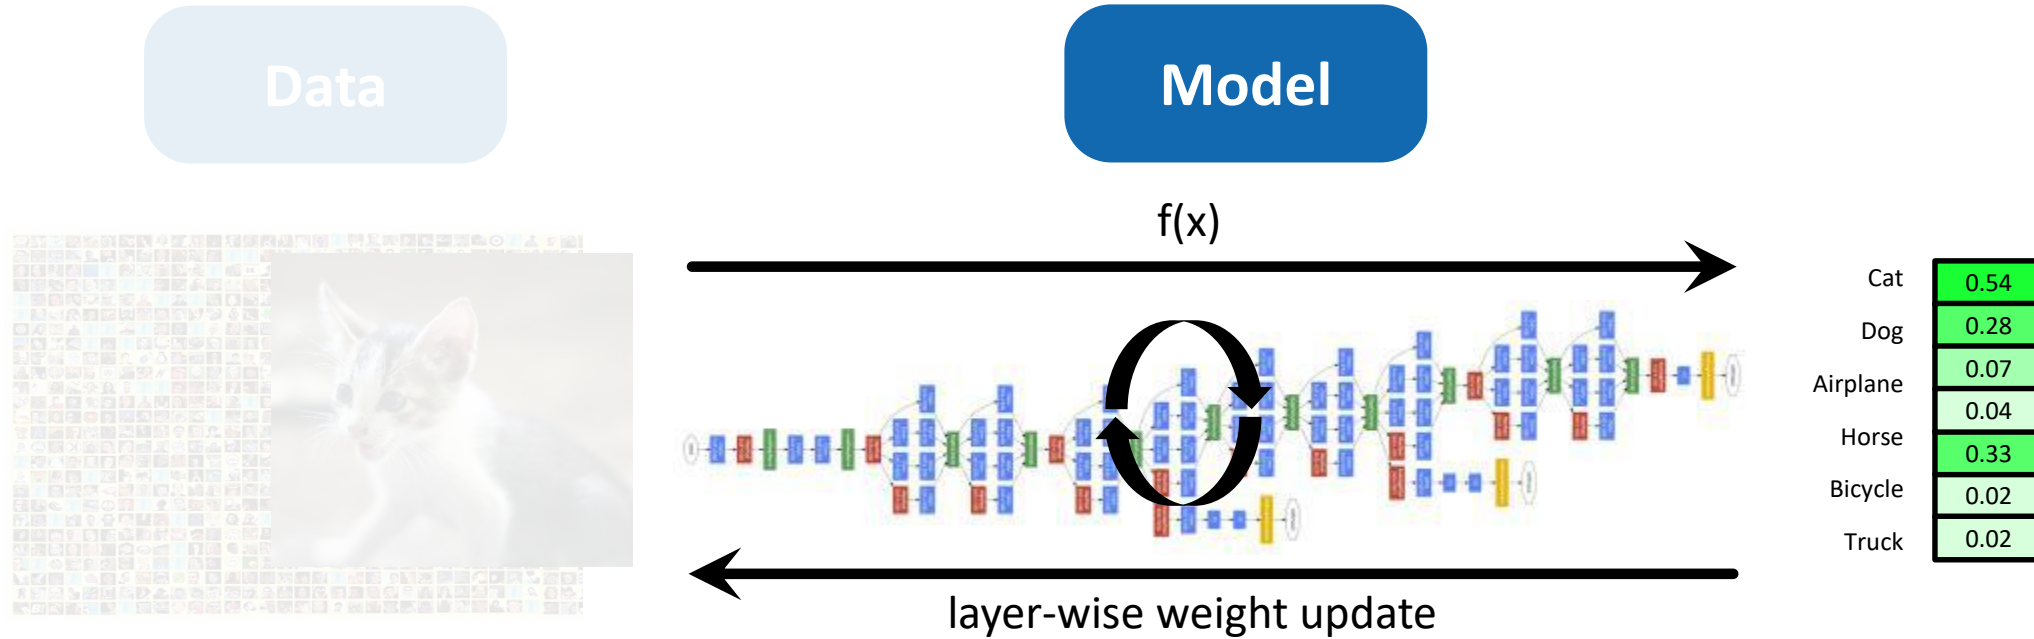 Data
Model
f(x)
Cat
0.54
Dog
0.28
Airplane
0.07
Horse
0.04
Bicycle
0.33
Truck
0.02
0.02
layer-wise weight update